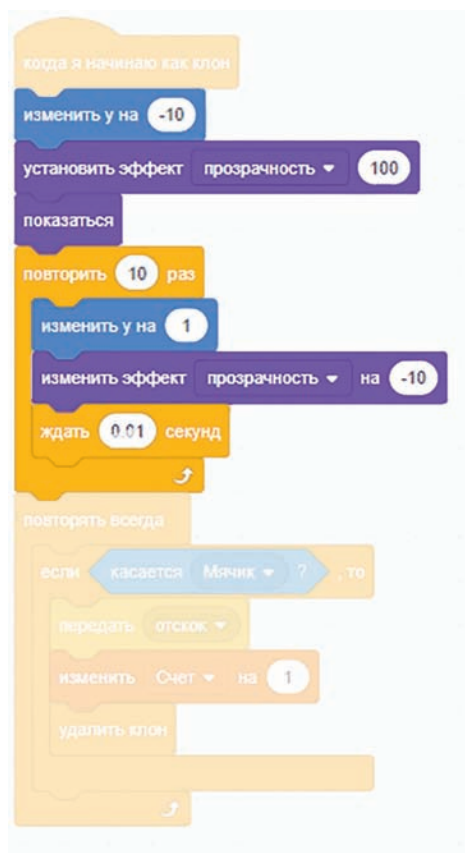 когда я начинаю как клон
изменить y на -10
установить эффект прозрачность 100
показаться
повторить 10 раз
изменить y на 1
изменить эффект прозрачность на -10
ждать 0.01 секунд
повторять всегда
если касается Мячик ? , то
передать отскок
изменить Счет на 1
удалить клон